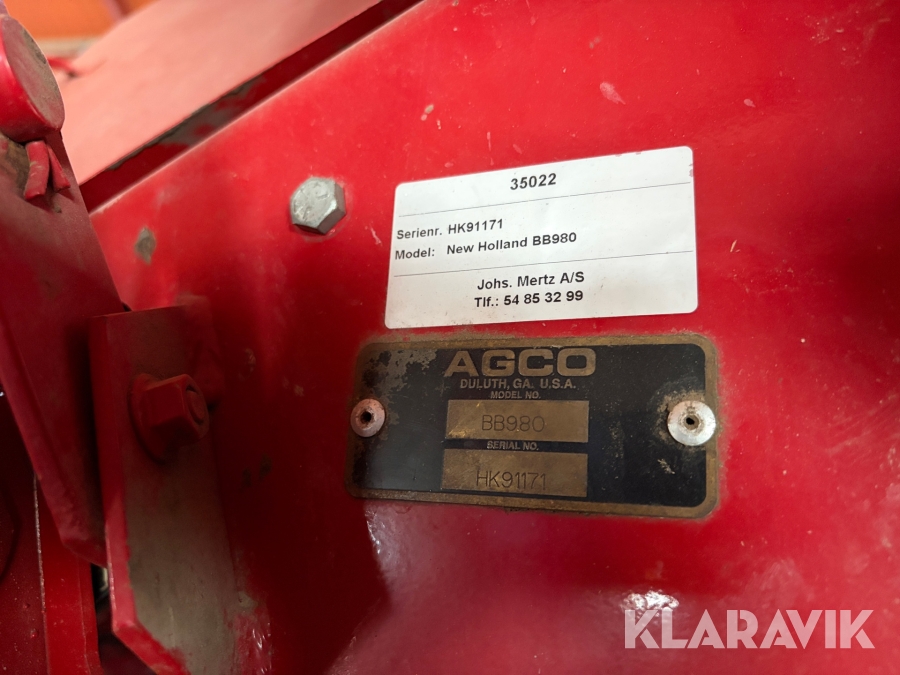 35022
Serienr. HK91171
Model: New Holland BB980
Johs. Mertz A/S
Tlf.: 54 85 32 99
AGCO
DULUTH, GA. U.S.A.
MODEL NO.
BB980
SERIAL NO.
HK91171
KLARAVIK